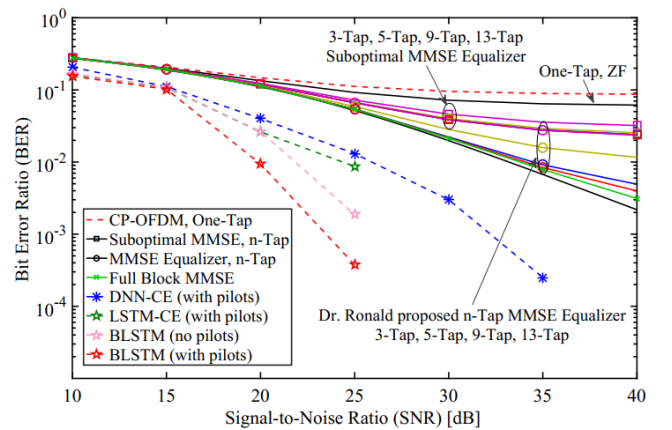 10^0
10^-1
10^-2
10^-3
10^-4
Bit Error Ratio (BER)
3-Tap, 5-Tap, 9-Tap, 13-Tap
Suboptimal MMSE Equalizer
One-Tap, ZF
CP-OFDM, One-Tap
Suboptimal MMSE, n-Tap
MMSE Equalizer, n-Tap
Full Block MMSE
DNN-CE (with pilots)
LSTM-CE (with pilots)
BLSTM (no pilots)
BLSTM (with pilots)
Dr. Ronald proposed n-Tap MMSE Equalizer
3-Tap, 5-Tap, 9-Tap, 13-Tap
10 15 20 25 30 35 40
Signal-to-Noise Ratio (SNR) [dB]